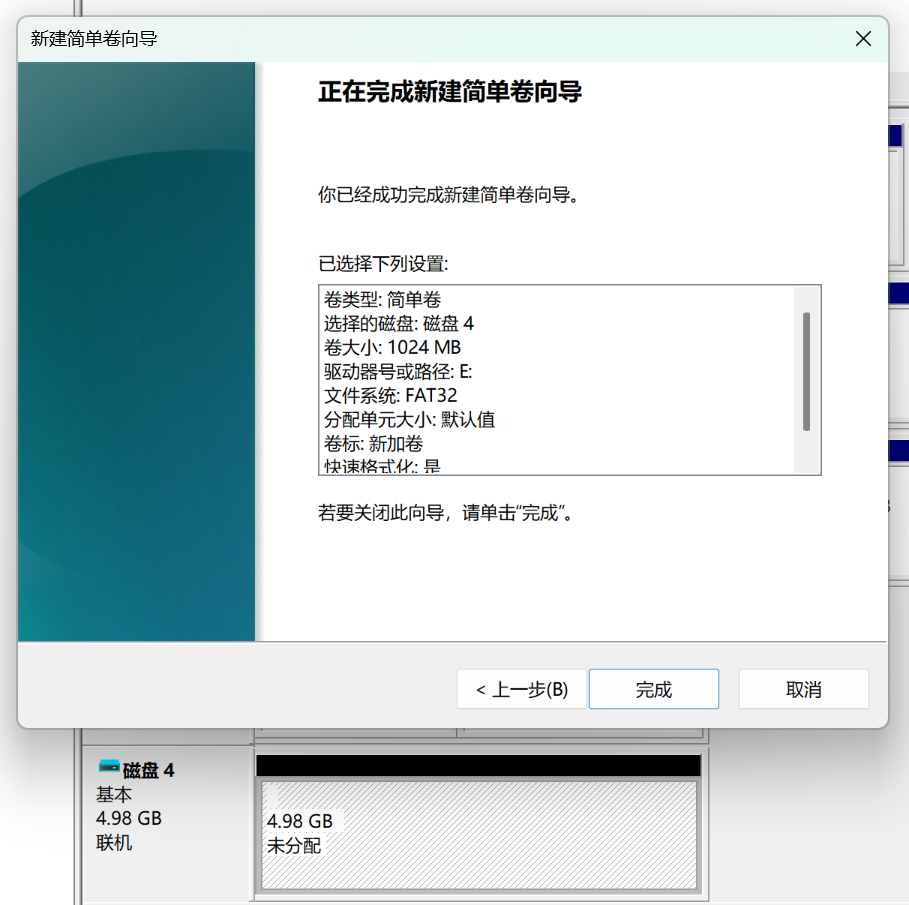 新建简单卷向导
正在完成新建简单卷向导
你已经成功完成新建简单卷向导。
已选择下列设置:
卷类型: 简单卷
选择的磁盘: 磁盘 4
卷大小: 1024 MB
驱动器号或路径: E:
文件系统: FAT32
分配单元大小: 默认值
卷标: 新加卷
快速格式化: 是
若要关闭此向导，请单击“完成”。
< 上一步(B)
完成
取消
磁盘 4
基本
4.98 GB
联机
4.98 GB
未分配